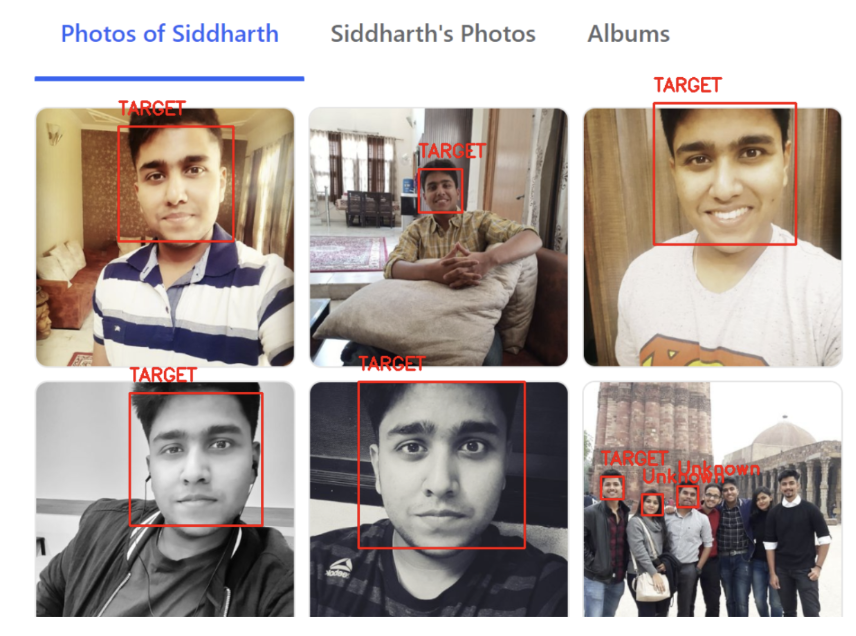 Photos of Siddharth Siddharth's Photos Albums
TARGET
TARGET
TARGET
TARGET
TARGET
TARGET
Unknown
Unknown